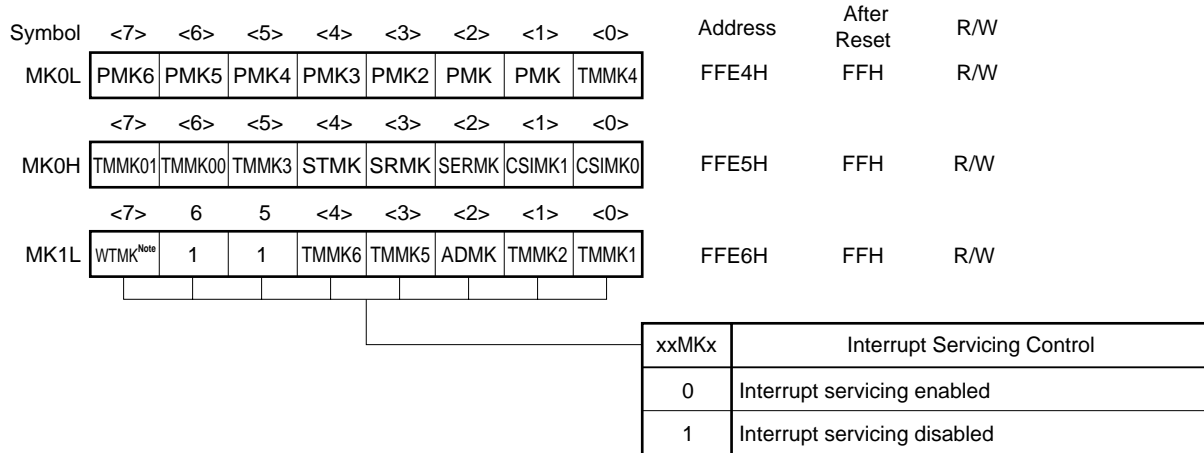 Symbol <7> <6> <5> <4> <3> <2> <1> <0> Address After Reset R/W
MK0L PMK6 PMK5 PMK4 PMK3 PMK2 PMK PMK TMMK4 FFE4H FFH R/W
<7> <6> <5> <4> <3> <2> <1> <0>
MK0H TMMK01 TMMK00 TMMK3 STMK SRMK SERMK CSIMK1 CSIMK0 FFE5H FFH R/W
<7> 6 5 <4> <3> <2> <1> <0>
MK1L WTMK Note 1 1 TMMK6 TMMK5 ADMK TMMK2 TMMK1 FFE6H FFH R/W
xxMKx Interrupt Servicing Control
0 Interrupt servicing enabled
1 Interrupt servicing disabled